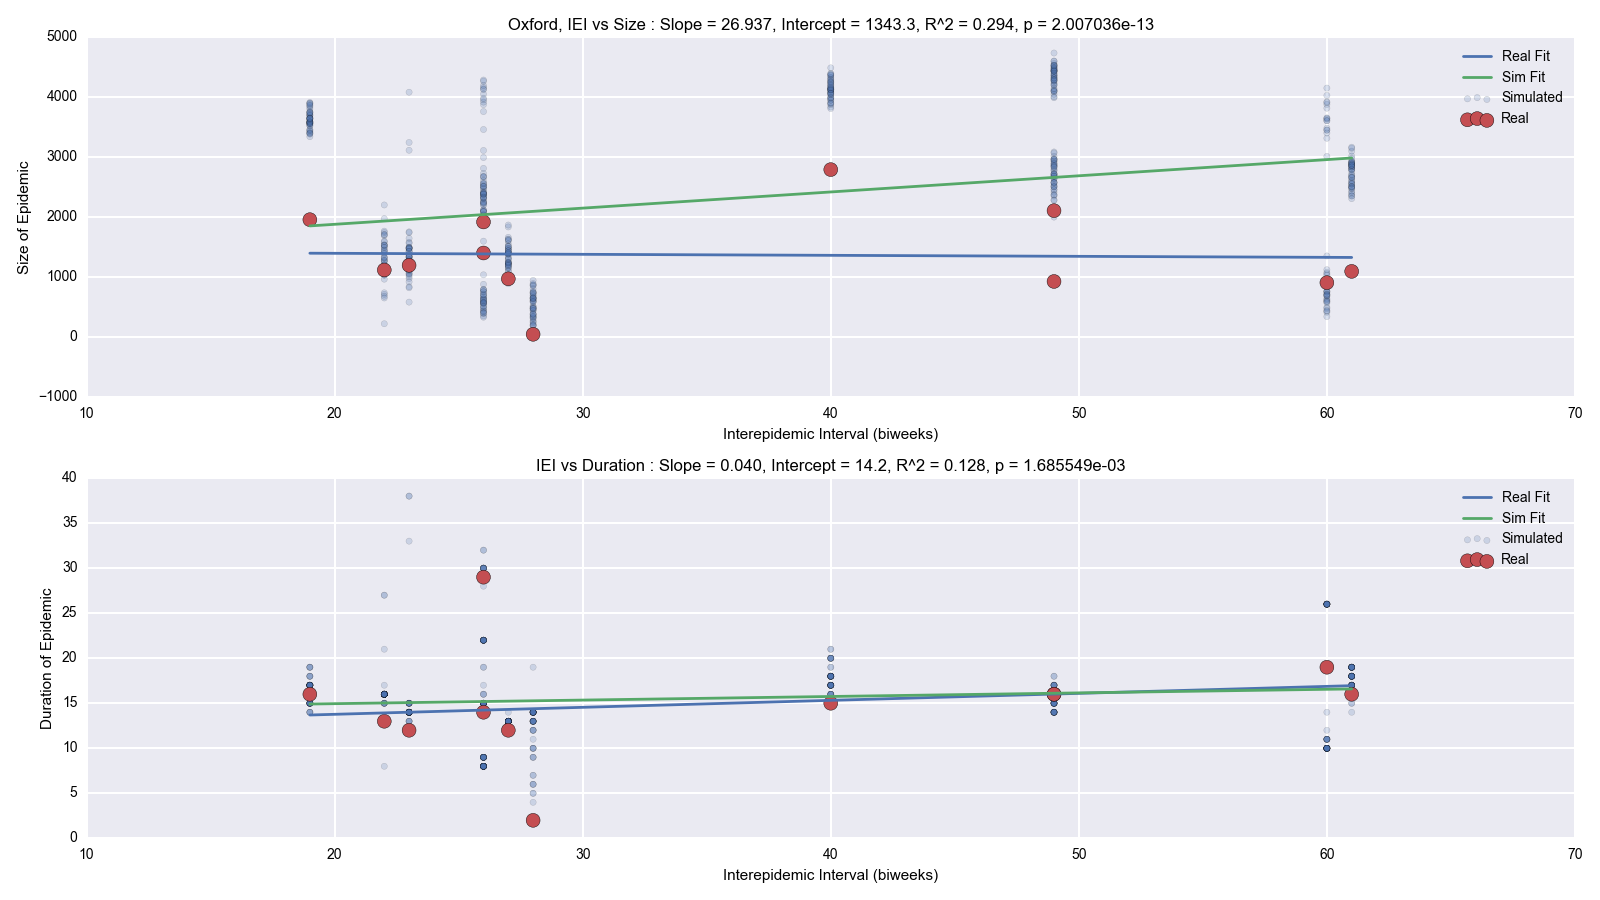 Oxford, IEI vs Size : Slope = 26.937, Intercept = 1343.3, R^2 = 0.294, p = 2.007036e-13
5000
4000
3000
2000
1000
0
−1000
Size of Epidemic
Real Fit
Sim Fit
Simulated
Real
10 20 30 40 50 60 70
Interepidemic Interval (biweeks)
IEI vs Duration : Slope = 0.040, Intercept = 14.2, R^2 = 0.128, p = 1.685549e-03
40
35
30
25
20
15
10
5
0
Duration of Epidemic
Real Fit
Sim Fit
Simulated
Real
10 20 30 40 50 60 70
Interepidemic Interval (biweeks)